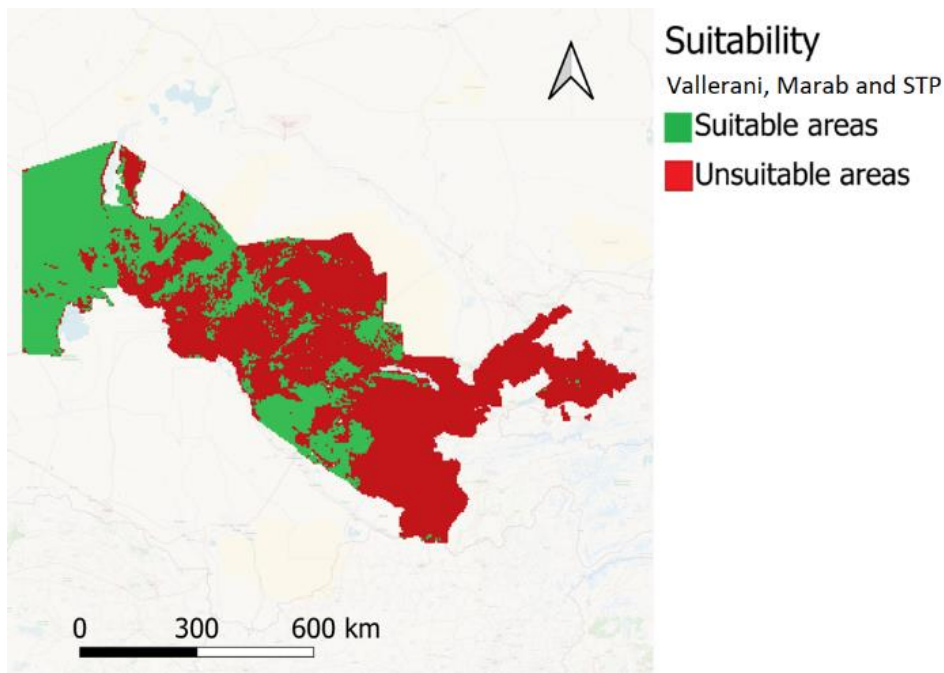 Suitability
Vallerani, Marab and STP
Suitable areas
Unsuitable areas
0 300 600 km